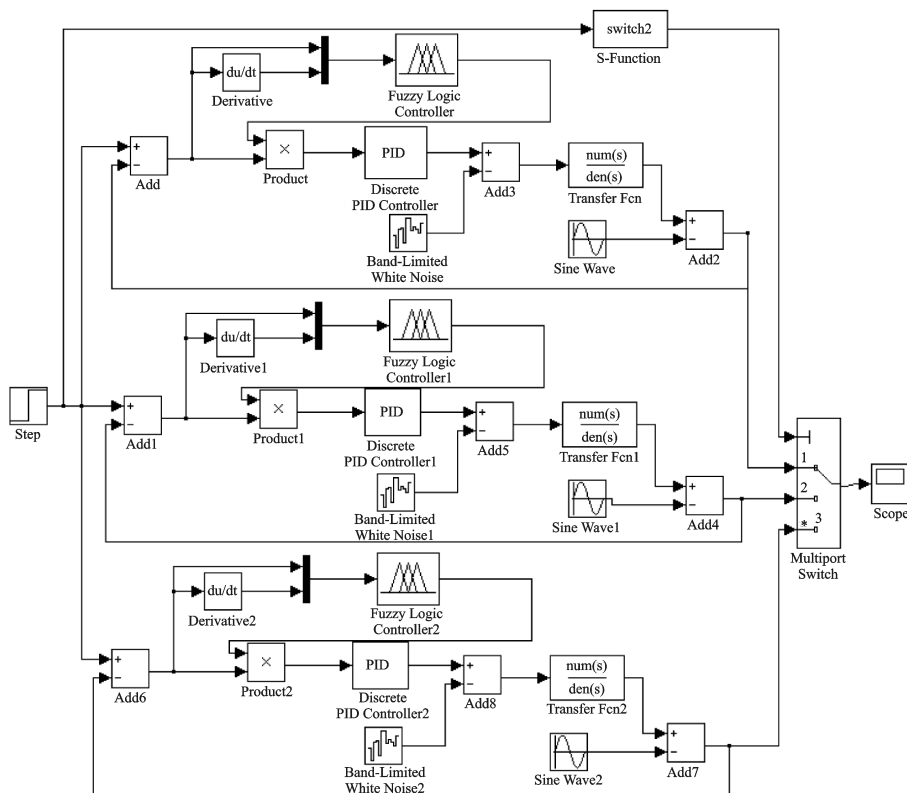 switch2
S-Function
du/dt
Derivative
Fuzzy Logic
Controller
+
−
Add
×
Product
PID
Discrete
PID Controller
+
−
Add3
num(s)
den(s)
Transfer Fcn
Band-Limited
White Noise
Sine Wave
+
−
Add2
du/dt
Derivative1
Fuzzy Logic
Controller1
Step
+
−
Add1
×
Product1
PID
Discrete
PID Controller1
+
−
Add5
num(s)
den(s)
Transfer Fcn1
Band-Limited
White Noise1
Sine Wave1
+
−
Add4
1
2
* 3
Multiport
Switch
Scope
du/dt
Derivative2
Fuzzy Logic
Controller2
+
−
Add6
×
Product2
PID
Discrete
PID Controller2
+
−
Add8
num(s)
den(s)
Transfer Fcn2
Band-Limited
White Noise2
Sine Wave2
+
−
Add7